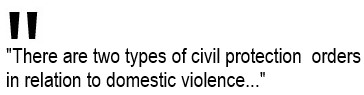 "
"There are two types of civil protection  orders
in relation to domestic violence..."